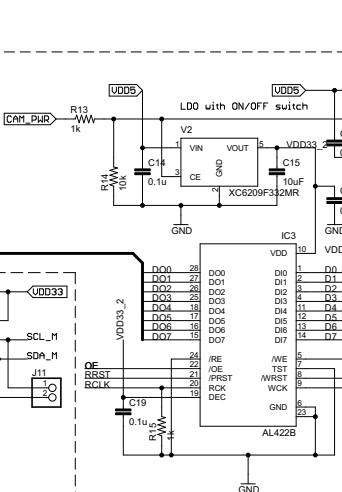 VDD5
VDD5
LDO with ON/OFF switch
CAM_PWR
R13
1k
V2
VIN
VOUT
1
5
VDD33_2
C14
0.1u
C15
10uF
R14
10k
3
CE
GND
2
XC6209F332MR
GND
GND
IC3
VDD
10
VDD
DO0 28 DO0 DI0 1 D0
DO1 27 DO1 DI1 2 D1
DO2 26 DO2 DI2 3 D2
DO3 25 DO3 DI3 4 D3
DO4 18 DO4 DI4 11 D4
DO5 17 DO5 DI5 12 D5
DO6 16 DO6 DI6 13 D6
DO7 15 DO7 DI7 14 D7
VDD33
VDD33_2
SCL_M
SDA_M
J11
1
2
24 /RE /WE 5
OE 22 /OE TST 7
RRST 21 /PRST /WRST 8
RCLK 20 RCK WCK 9
19 DEC
GND 6
23
C19
0.1u
R15
1k
AL422B
GND